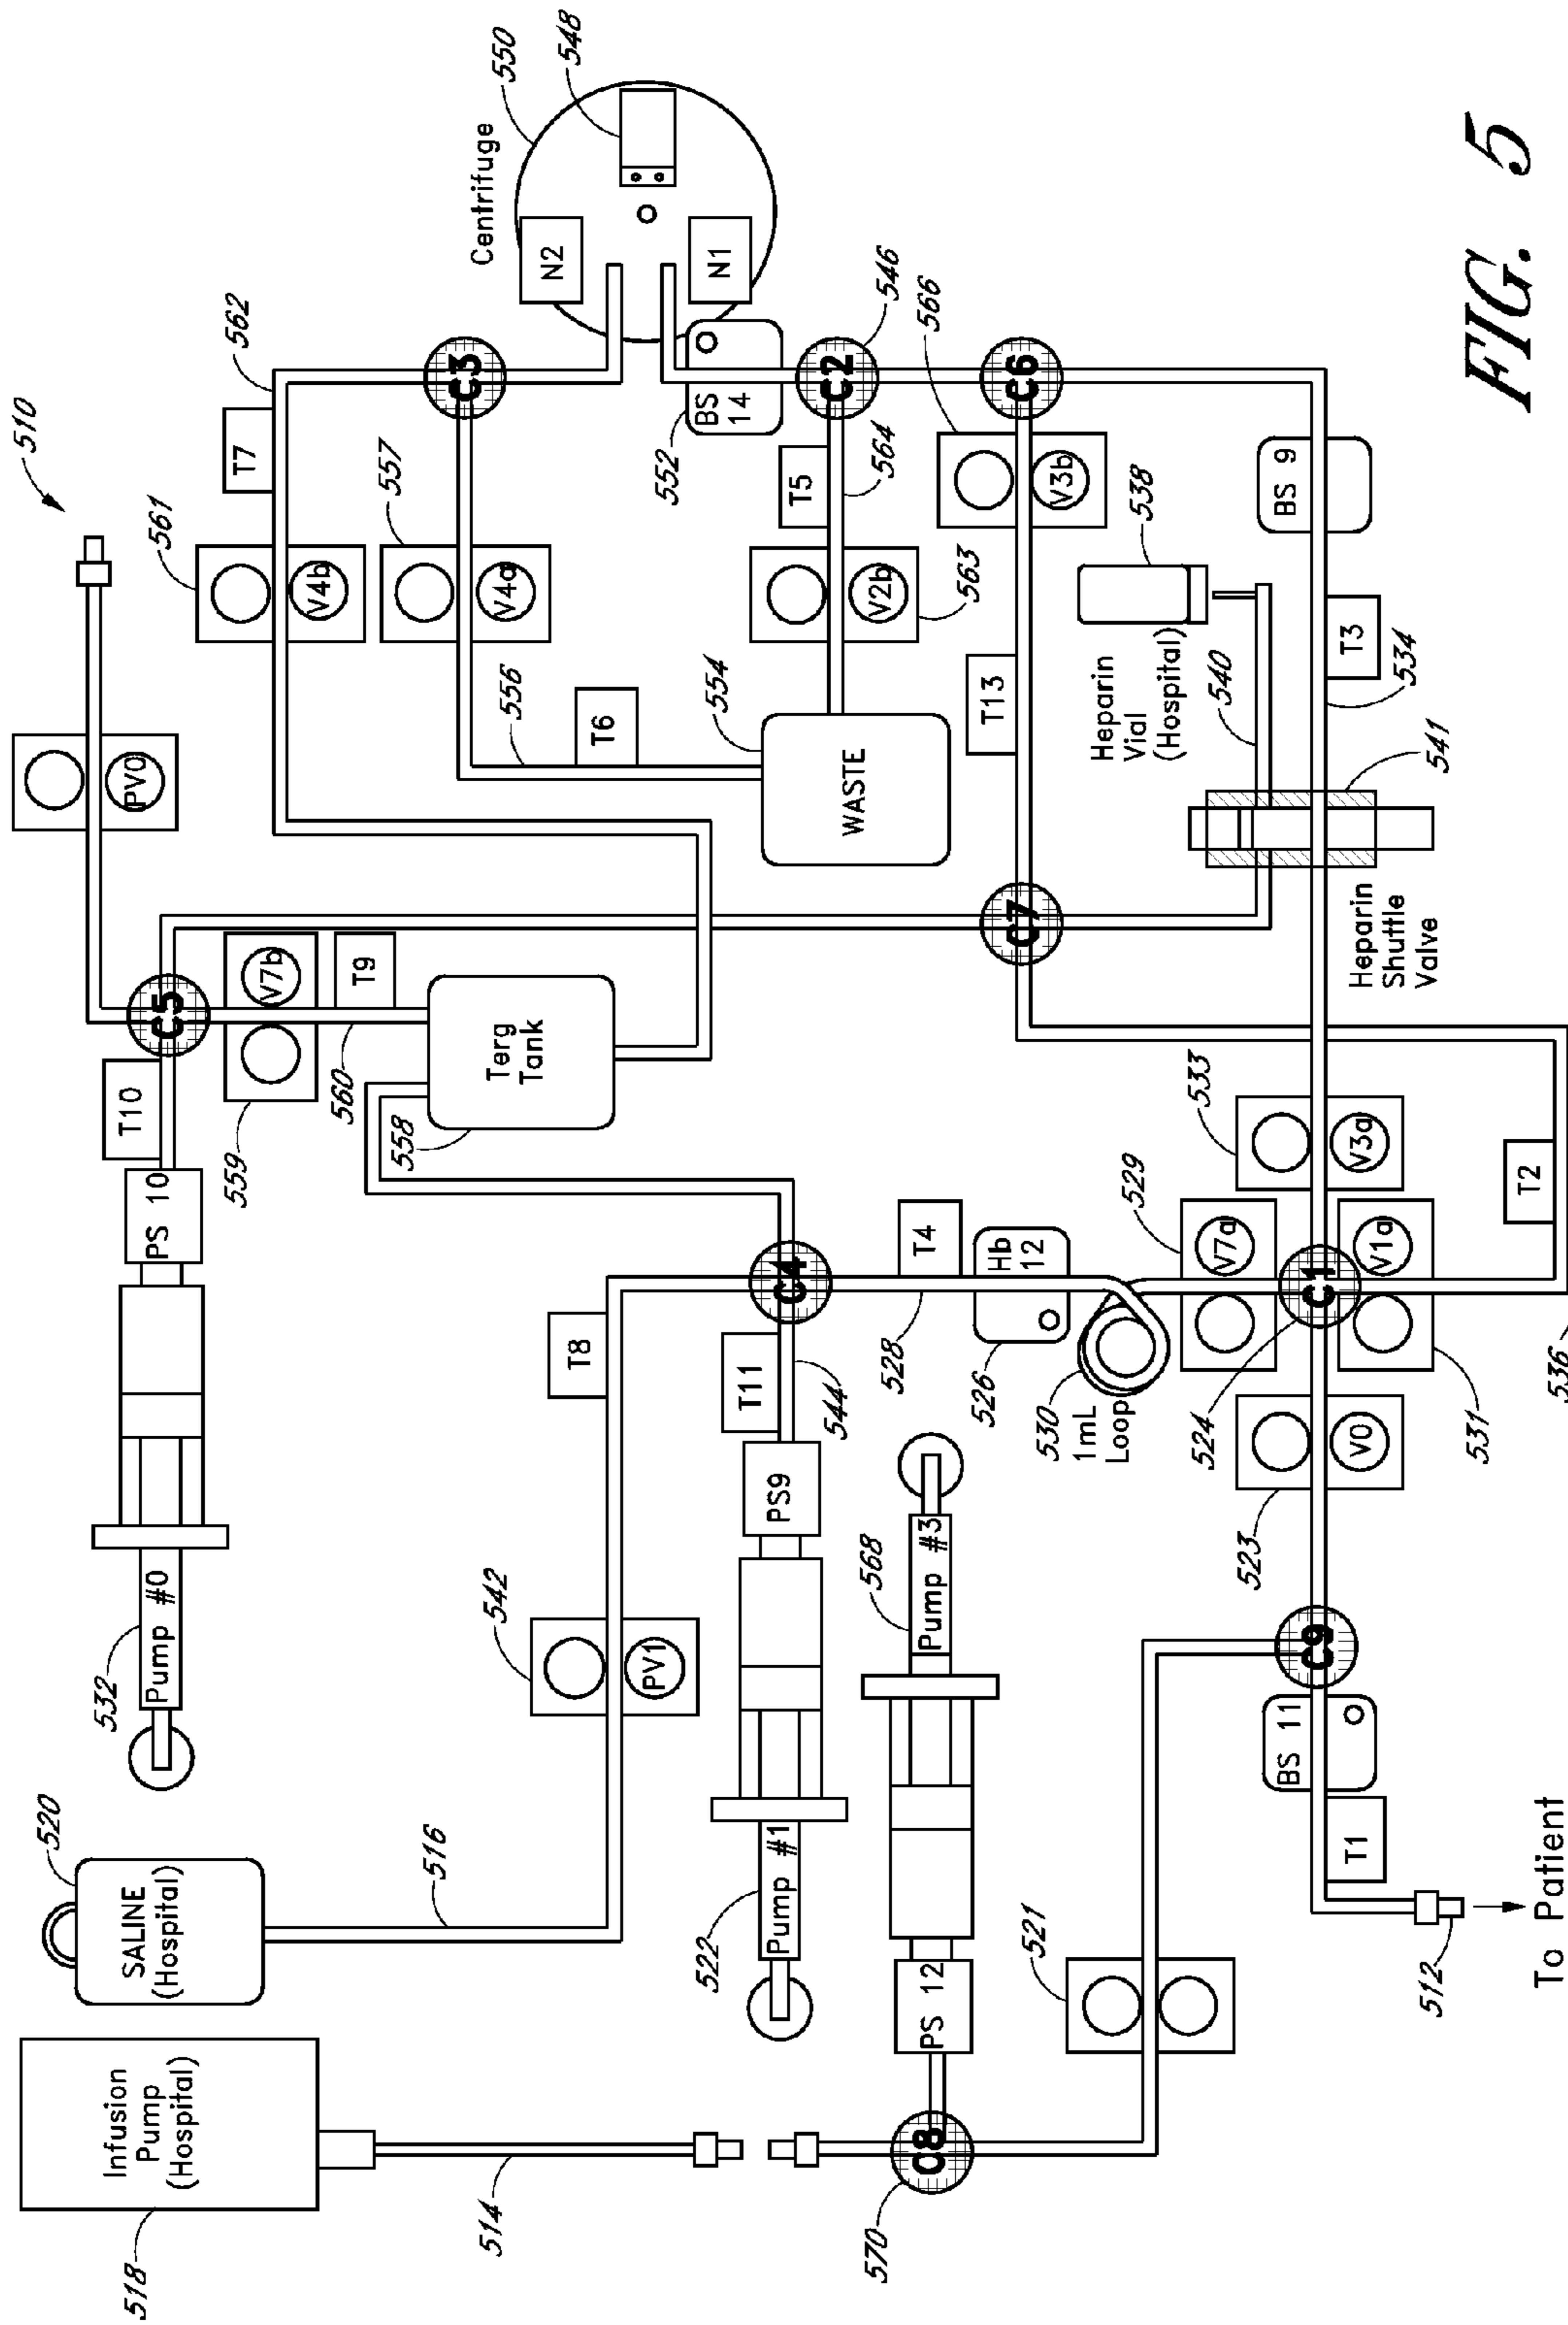 510
PV0
532
Pump #0
PS 10
T10
C5
V7b
559
T9
560
561
V4b
T7
562
Centrifuge
550
548
N2
N1
C3
557
V4a
556
T6
554
WASTE
Terg
Tank
558
BS
14
552
C2
546
T5
564
V2b
563
566
C6
V3b
T13
C7
538
Heparin
Vial
(Hospital)
540
BS 9
T3
534
541
Heparin
Shuttle
Valve
518
Infusion
Pump
(Hospital)
514
520
SALINE
(Hospital)
516
542
PV1
T8
C4
T11
544
PS9
522
Pump #1
528
T4
Hb
12
526
530
1mL
Loop
529
V7a
533
V3a
C1
524
V1a
531
T2
536
523
V0
568
Pump #3
PS 12
C8
570
521
C9
BS 11
T1
512
To Patient
FIG. 5